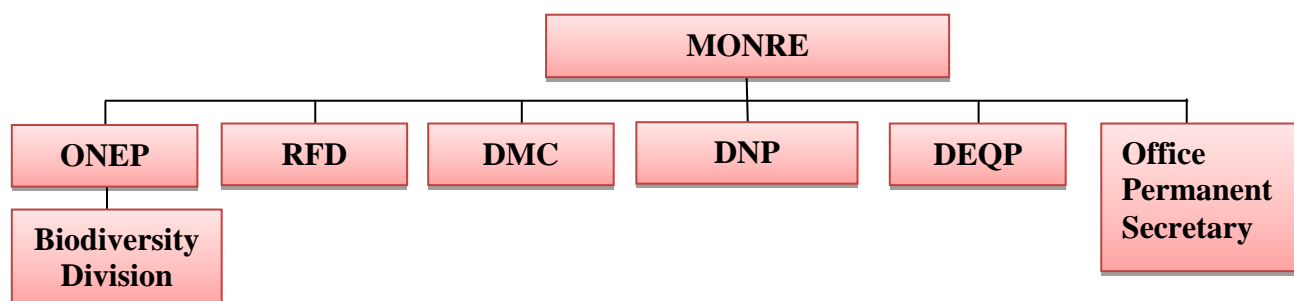 MONRE
ONEP
RFD
DMC
DNP
DEQP
Office
Permanent
Secretary
Biodiversity
Division